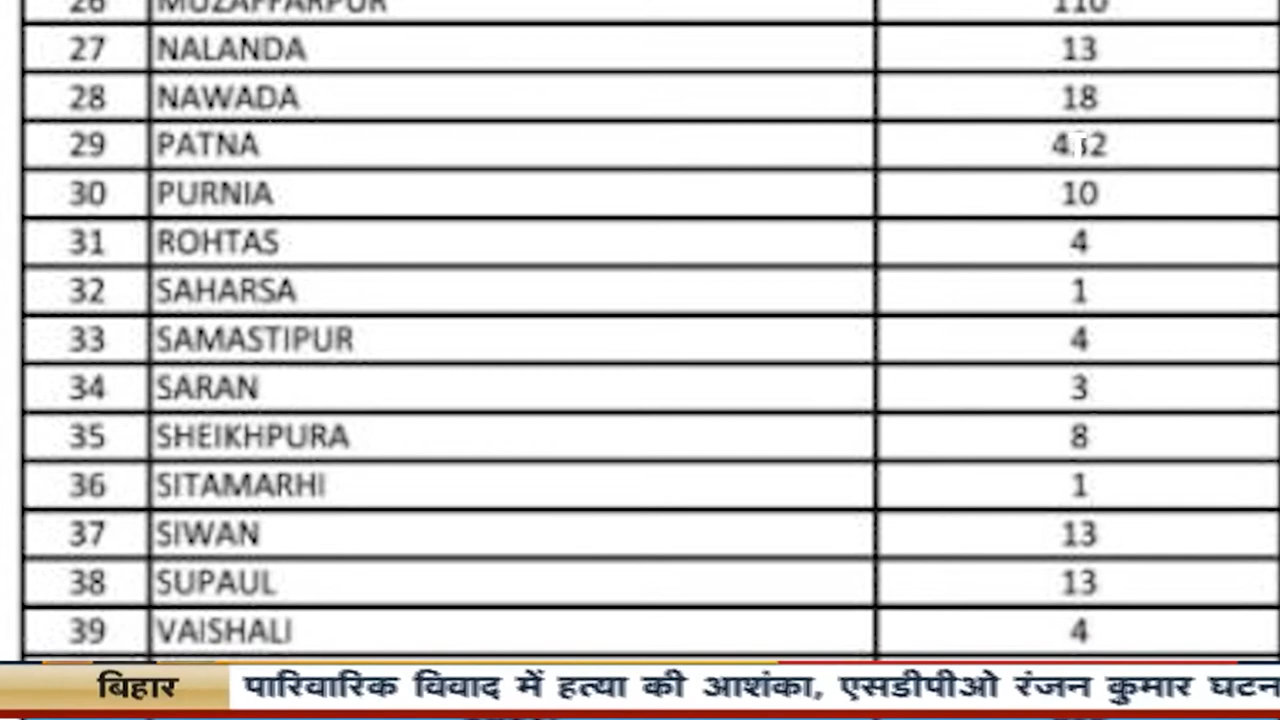 26 MUZAFFARPUR 110
27 NALANDA 13
28 NAWADA 18
29 PATNA
30 PURNIA 10
31 ROHTAS 4
32 SAHARSA 1
33 SAMASTIPUR 4
34 SARAN 3
35 SHEIKHPURA 8
36 SITAMARHI 1
37 SIWAN 13
38 SUPAUL 13
39 VAISHALI 4
बिहार पारिवारिक विवाद में हत्या की आशंका, एसडीपीओ रंजन कुमार घटन